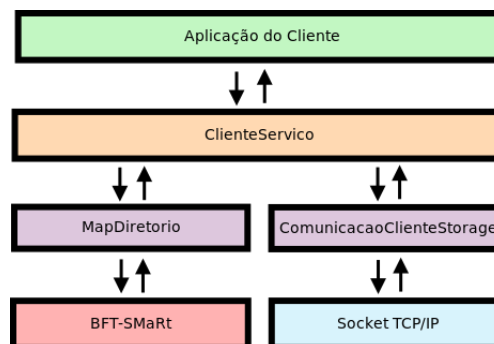 Aplicação do Cliente
ClienteServico
MapDiretorio
ComunicacaoClienteStorage
BFT-SMaRt
Socket TCP/IP